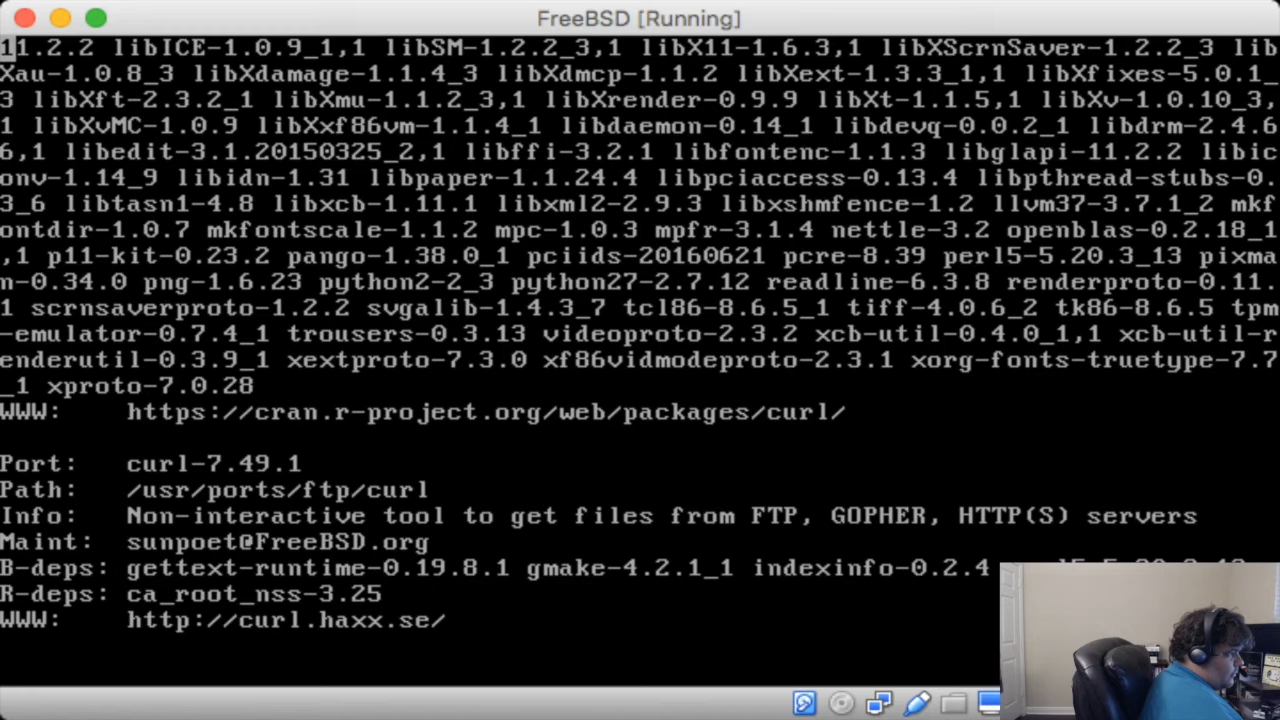 FreeBSD [Running]
11.2.2 libICE-1.0.9_1,1 libSM-1.2.2_3,1 libX11-1.6.3,1 libXScrnSaver-1.2.2_3 lib
Xau-1.0.8_3 libXdamage-1.1.4_3 libXdmcp-1.1.2 libXext-1.3.3_1,1 libXfixes-5.0.1_
3 libXft-2.3.2_1 libXmu-1.1.2_3,1 libXrender-0.9.9 libXt-1.1.5,1 libXv-1.0.10_3,
1 libXvMC-1.0.9 libXxf86vm-1.1.4_1 libdaemon-0.14_1 libdevq-0.0.2_1 libdrm-2.4.6
6,1 libedit-3.1.20150325_2,1 libffi-3.2.1 libfontenc-1.1.3 libglapi-11.2.2 libic
onv-1.14_9 libidn-1.31 libpaper-1.1.24.4 libpciaccess-0.13.4 libpthread-stubs-0.
3_6 libtasn1-4.8 libxcb-1.11.1 libxml2-2.9.3 libxshmfence-1.2 llvm37-3.7.1_2 mkf
ontdir-1.0.7 mkfontscale-1.1.2 mpc-1.0.3 mpfr-3.1.4 nettle-3.2 openblas-0.2.18_1
,1 p11-kit-0.23.2 pango-1.38.0_1 pciids-20160621 pcre-8.39 perl5-5.20.3_13 pixma
n-0.34.0 png-1.6.23 python2-2_3 python27-2.7.12 readline-6.3.8 renderproto-0.11.
1 scrnsaverproto-1.2.2 svgalib-1.4.3_7 tcl86-8.6.5_1 tiff-4.0.6_2 tk86-8.6.5 tpm
-emulator-0.7.4_1 trousers-0.3.13 videoproto-2.3.2 xcb-util-0.4.0_1,1 xcb-util-r
enderutil-0.3.9_1 xextproto-7.3.0 xf86vidmodeproto-2.3.1 xorg-fonts-truetype-7.7
_1 xproto-7.0.28
WWW: https://cran.r-project.org/web/packages/curl/
Port: curl-7.49.1
Path: /usr/ports/ftp/curl
Info: Non-interactive tool to get files from FTP, GOPHER, HTTP(S) servers
Maint: sunpoet@FreeBSD.org
B-deps: gettext-runtime-0.19.8.1 gmake-4.2.1_1 indexinfo-0.2.4
R-deps: ca_root_nss-3.25
WWW: http://curl.haxx.se/